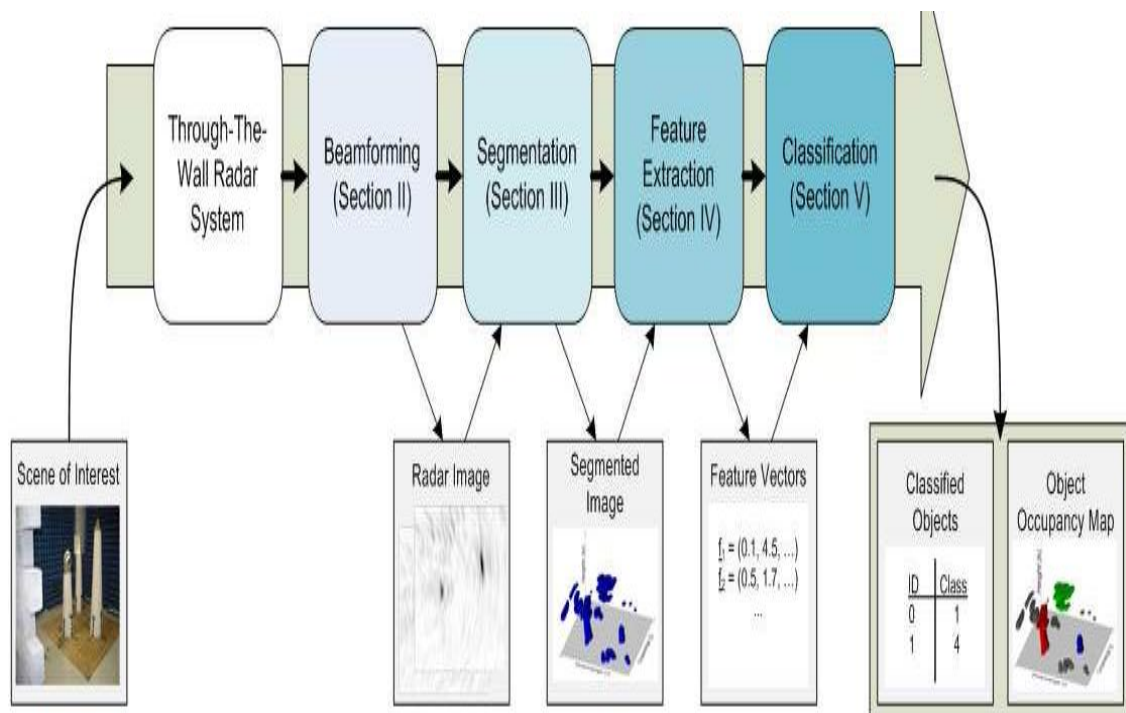 Through-The-
Wall Radar
System
Beamforming
(Section II)
Segmentation
(Section III)
Feature
Extraction
(Section IV)
Classification
(Section V)
Scene of Interest
Radar Image
Segmented
Image
Feature Vectors
f1 = (0.1, 4.5, ...)
f2 = (0.5, 1.7, ...)
...
Classified
Objects
ID Class
0 1
1 4
Object
Occupancy Map